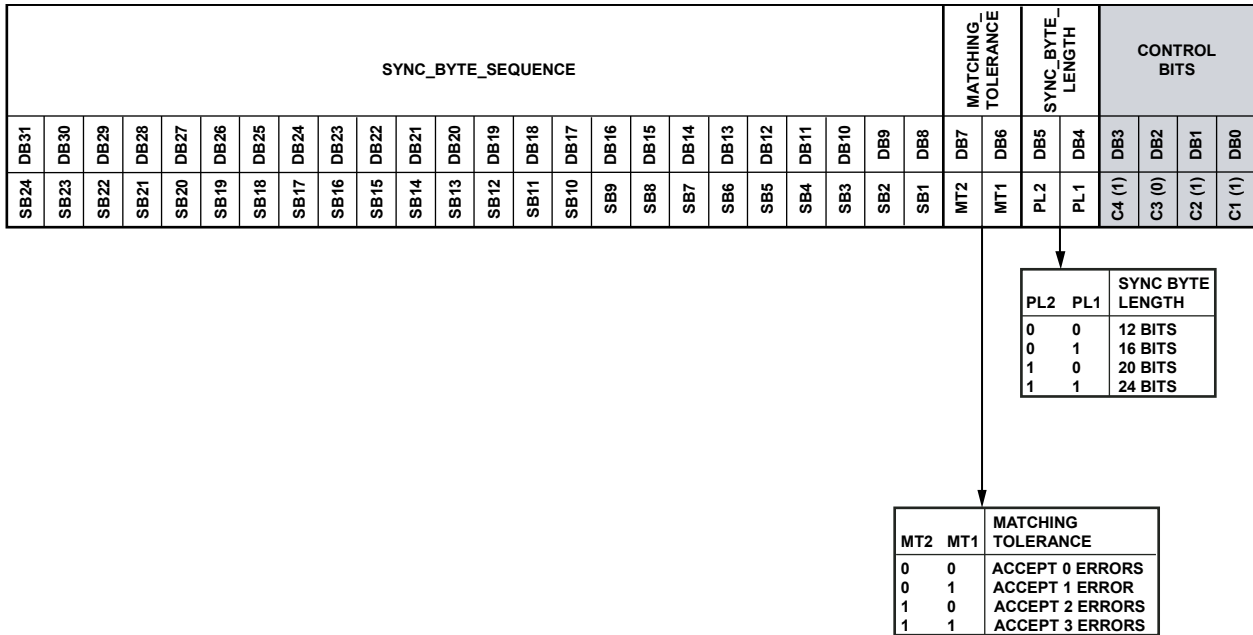 SYNC_BYTE_SEQUENCE
MATCHING_
TOLERANCE
SYNC_BYTE_
LENGTH
CONTROL
BITS
DB31 DB30 DB29 DB28 DB27 DB26 DB25 DB24 DB23 DB22 DB21 DB20 DB19 DB18 DB17 DB16 DB15 DB14 DB13 DB12 DB11 DB10 DB9 DB8 DB7 DB6 DB5 DB4 DB3 DB2 DB1 DB0
SB24 SB23 SB22 SB21 SB20 SB19 SB18 SB17 SB16 SB15 SB14 SB13 SB12 SB11 SB10 SB9 SB8 SB7 SB6 SB5 SB4 SB3 SB2 SB1 MT2 MT1 PL2 PL1 C4 (1) C3 (0) C2 (1) C1 (1)
SYNC BYTE
PL2 PL1 LENGTH
0 0 12 BITS
0 1 16 BITS
1 0 20 BITS
1 1 24 BITS
MATCHING
MT2 MT1 TOLERANCE
0 0 ACCEPT 0 ERRORS
0 1 ACCEPT 1 ERROR
1 0 ACCEPT 2 ERRORS
1 1 ACCEPT 3 ERRORS